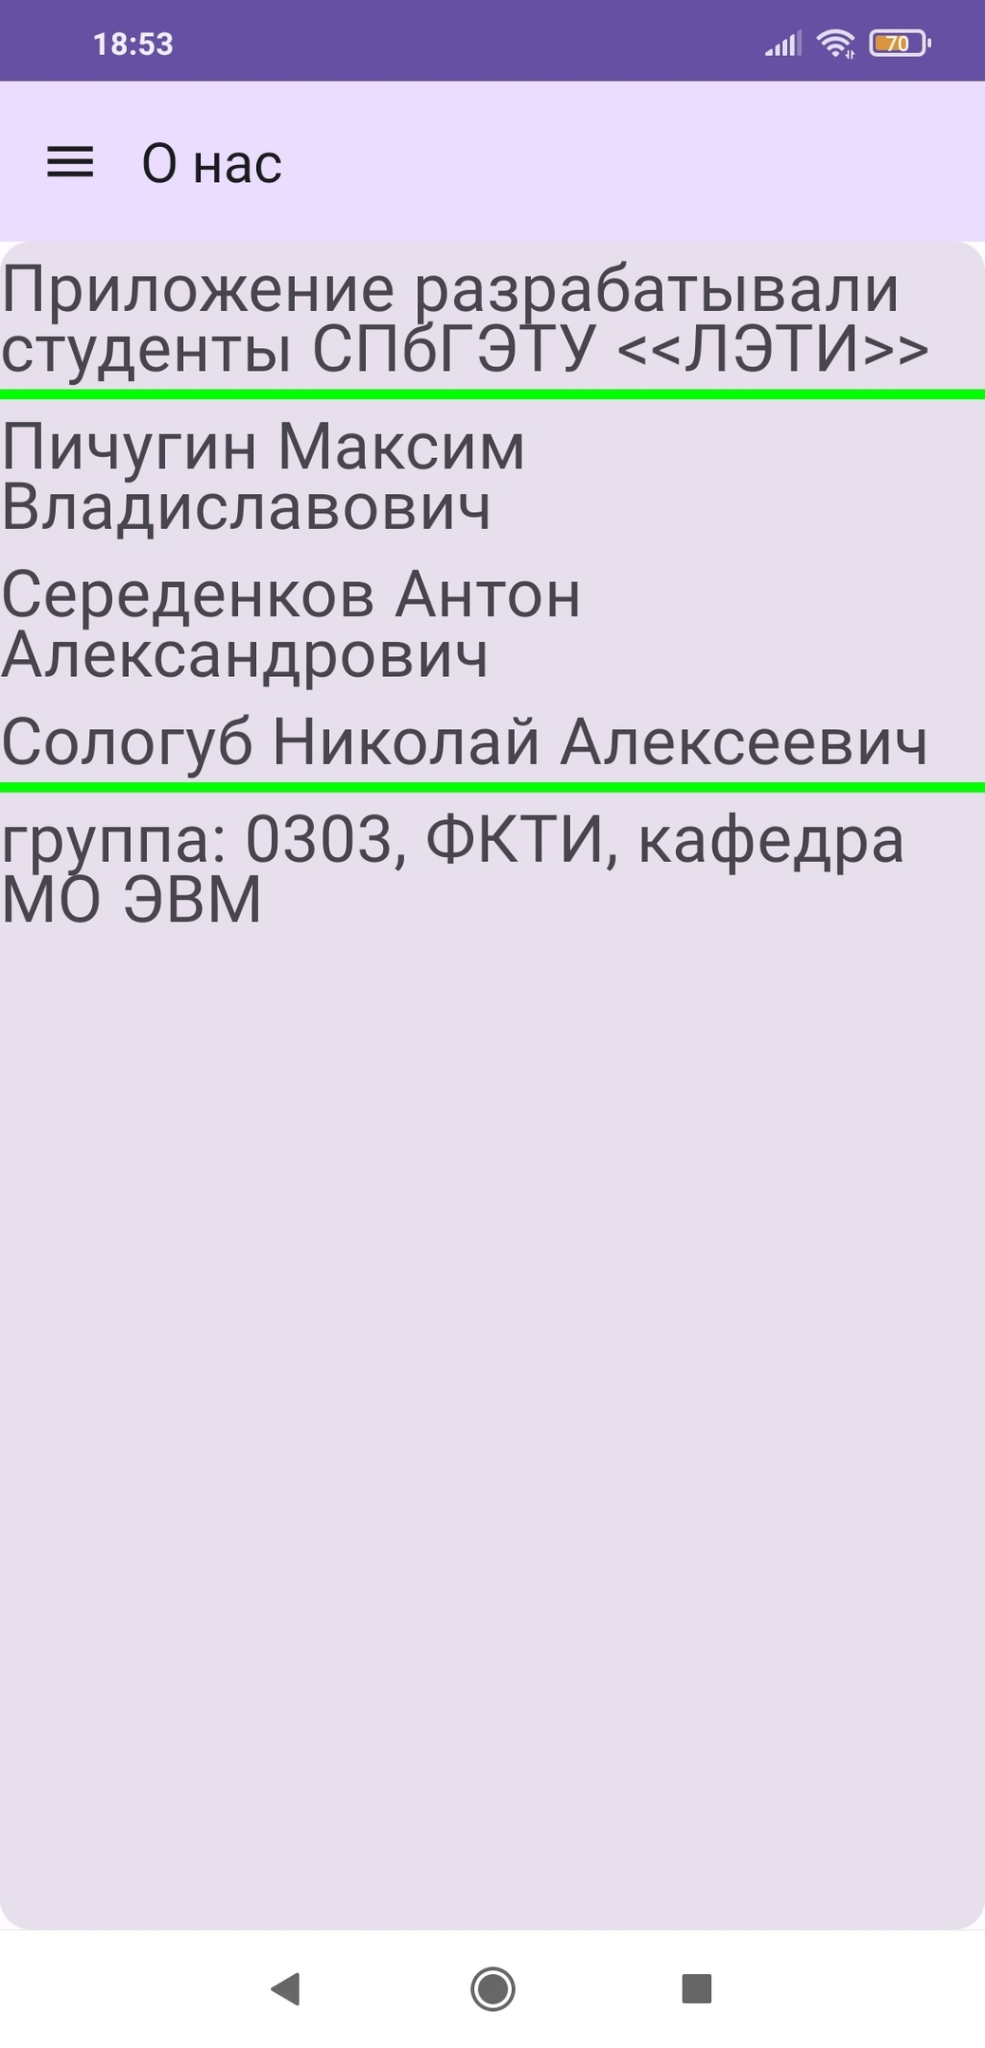 18:53
70
О нас
Приложение разрабатывали
студенты СПбГЭТУ <<ЛЭТИ>>
Пичугин Максим
Владиславович
Середенков Антон
Александрович
Сологуб Николай Алексеевич
группа: 0303, ФКТИ, кафедра
МО ЭВМ